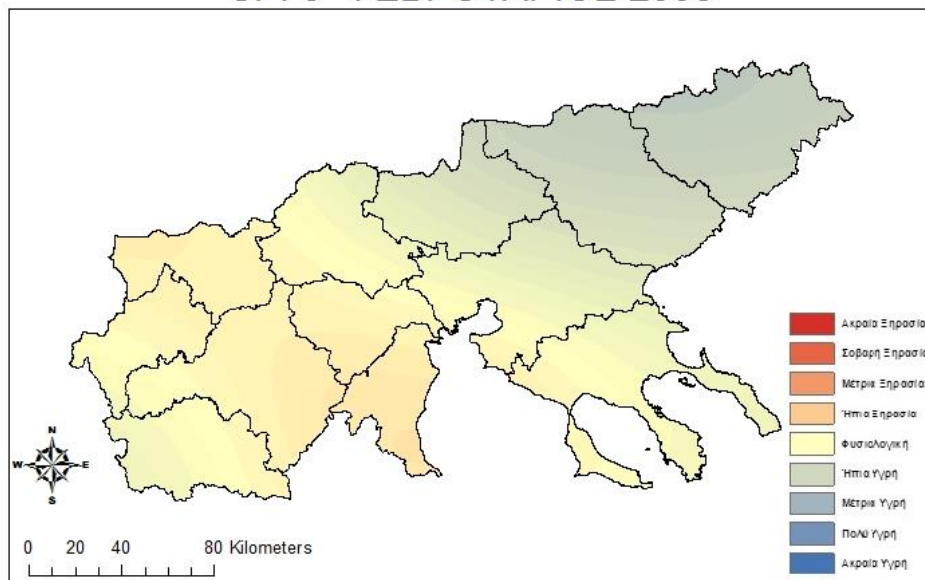 Ακραία Ξηρασία
Σοβαρή Ξηρασία
Μέτρια Ξηρασία
Ήπια Ξηρασία
Φυσιολογική
Ήπια Υγρή
Μέτρια Υγρή
Πολύ Υγρή
Ακραία Υγρή
N
W E
S
0 20 40 80 Kilometers